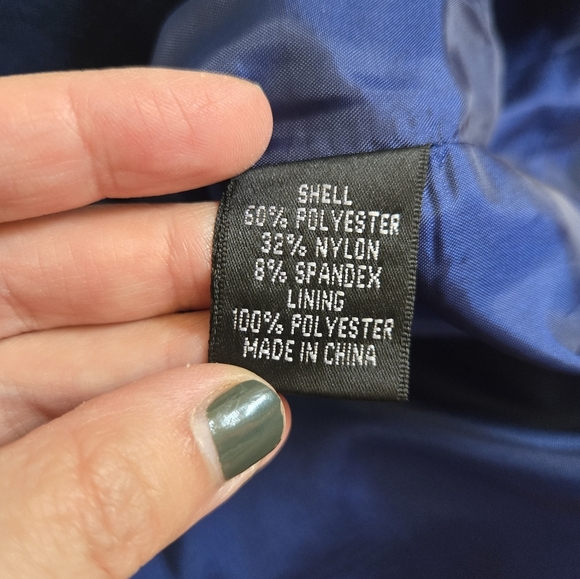 SHELL
60% POLYESTER
32% NYLON
8% SPANDEX
LINING
100% POLYESTER
MADE IN CHINA